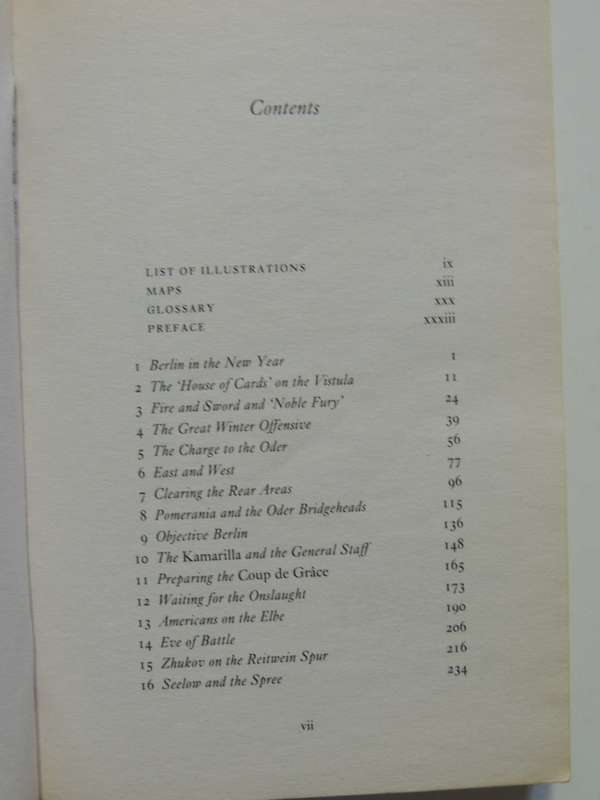 Contents
LIST OF ILLUSTRATIONS ix
MAPS xiii
GLOSSARY xxx
PREFACE xxxiii
1 Berlin in the New Year 1
2 The ‘House of Cards’ on the Vistula 11
3 Fire and Sword and ‘Noble Fury’ 24
4 The Great Winter Offensive 39
5 The Charge to the Oder 56
6 East and West 77
7 Clearing the Rear Areas 96
8 Pomerania and the Oder Bridgeheads 115
9 Objective Berlin 136
10 The Kamarilla and the General Staff 148
11 Preparing the Coup de Grâce 165
12 Waiting for the Onslaught 173
13 Americans on the Elbe 190
14 Eve of Battle 206
15 Zhukov on the Reitwein Spur 216
16 Seelow and the Spree 234
vii